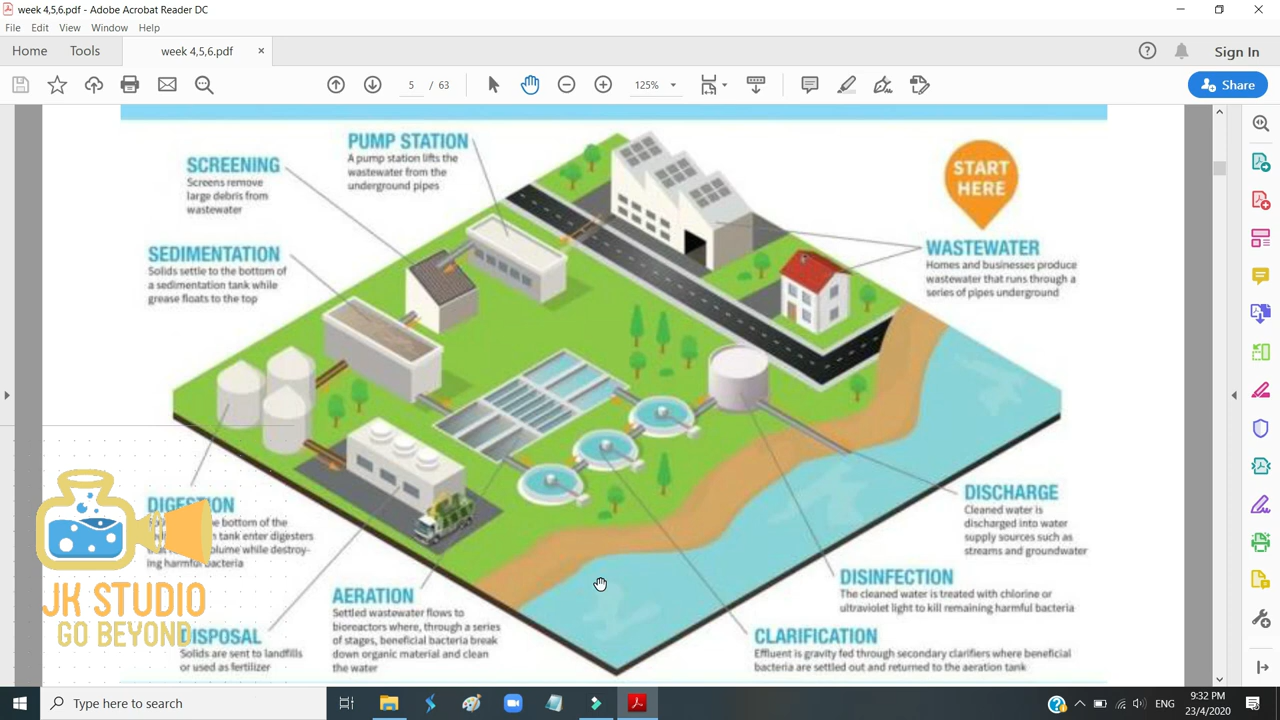 week 4,5,6.pdf - Adobe Acrobat Reader DC
File Edit View Window Help
Home Tools week 4,5,6.pdf × Sign In
5 / 63 125% Share
PUMP STATION
A pump station lifts the
wastewater from the
underground pipes
SCREENING
Screens remove
large debris from
wastewater
START
HERE
SEDIMENTATION
Solids settle to the bottom of
a sedimentation tank while
grease floats to the top
WASTEWATER
Homes and businesses produce
wastewater that runs through a
series of pipes underground
DIGESTION
bottom of the
tank enter digesters
volume while destroy-
ing harmful bacteria
DISCHARGE
Cleaned water is
discharged into water
supply sources such as
streams and groundwater
AERATION
Settled wastewater flows to
bioreactors where, through a series
of stages, beneficial bacteria break
down organic material and clean
the water
DISINFECTION
The cleaned water is treated with chlorine or
ultraviolet light to kill remaining harmful bacteria
JK STUDIO
GO BEYOND
DISPOSAL
Solids are sent to landfills
or used as fertilizer
CLARIFICATION
Effluent is gravity fed through secondary clarifiers where beneficial
bacteria are settled out and returned to the aeration tank
Type here to search
ENG
9:32 PM
23/4/2020